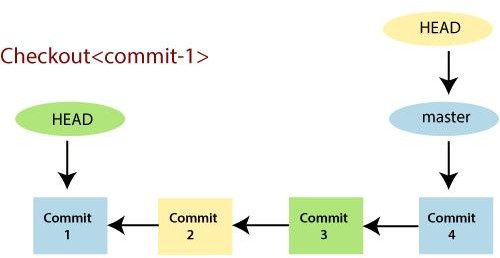 HEAD
Checkout<commit-1>
HEAD
master
Commit
1
Commit
2
Commit
3
Commit
4